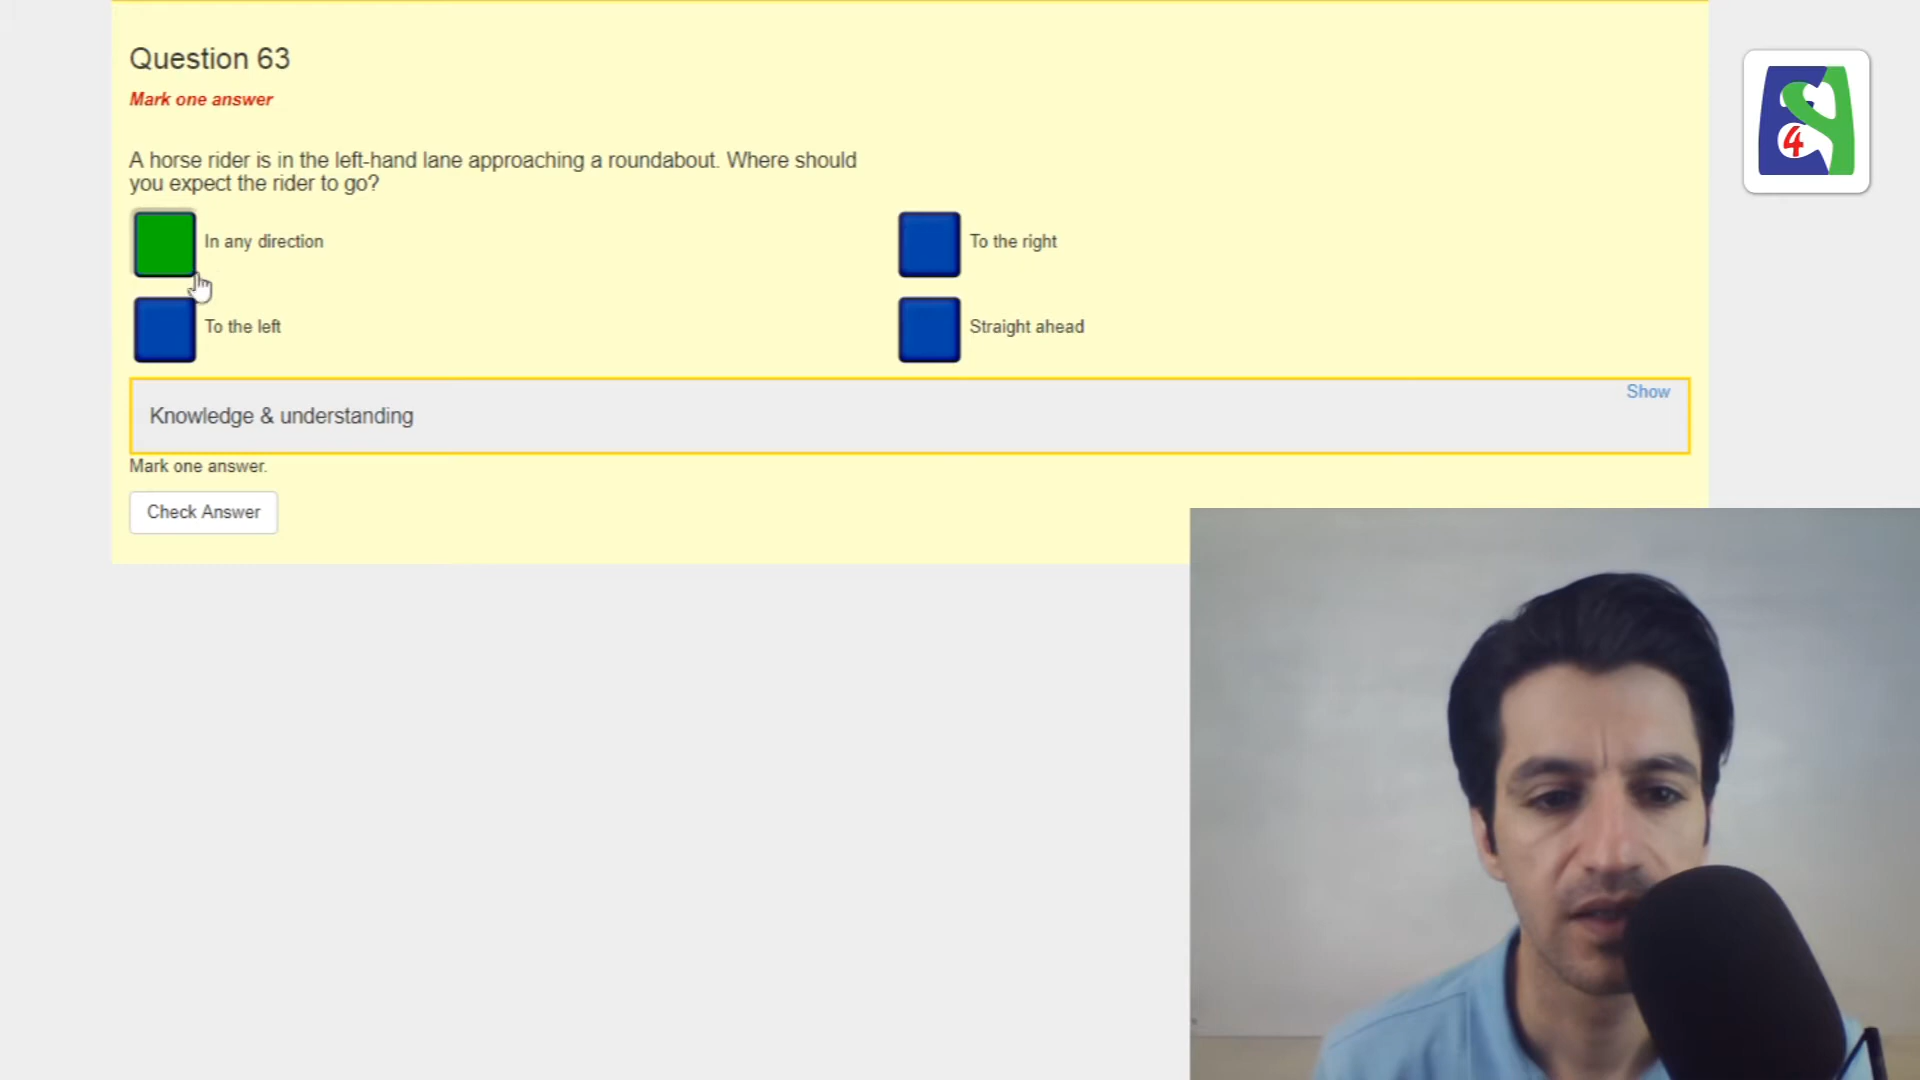 Question 63
Mark one answer
A horse rider is in the left-hand lane approaching a roundabout. Where should
you expect the rider to go?
In any direction
To the right
To the left
Straight ahead
Show
Knowledge & understanding
Mark one answer.
Check Answer
4